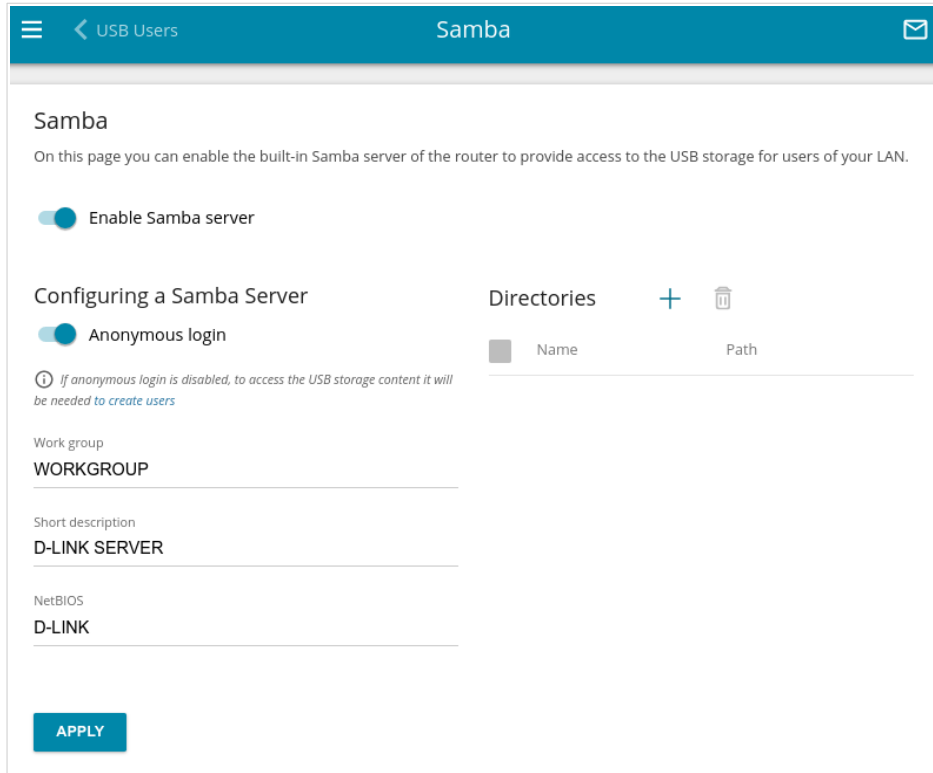 USB Users
Samba
Samba
On this page you can enable the built-in Samba server of the router to provide access to the USB storage for users of your LAN.
Enable Samba server
Configuring a Samba Server
Anonymous login
If anonymous login is disabled, to access the USB storage content it will
be needed to create users
Work group
WORKGROUP
Short description
D-LINK SERVER
NetBIOS
D-LINK
APPLY
Directories
Name Path